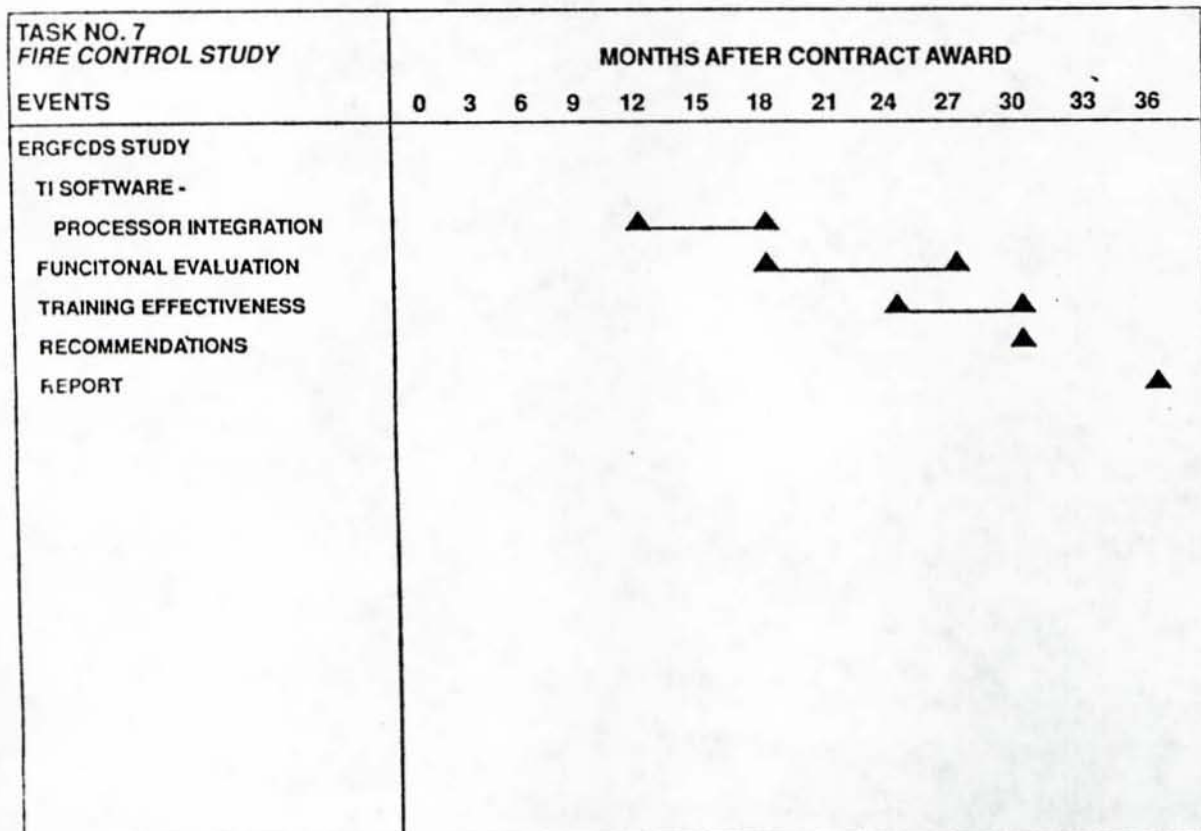 TASK NO. 7
FIRE CONTROL STUDY
MONTHS AFTER CONTRACT AWARD
EVENTS 0 3 6 9 12 15 18 21 24 27 30 33 36
ERGFCDS STUDY
TI SOFTWARE -
PROCESSOR INTEGRATION
FUNCITONAL EVALUATION
TRAINING EFFECTIVENESS
RECOMMENDATIONS
REPORT